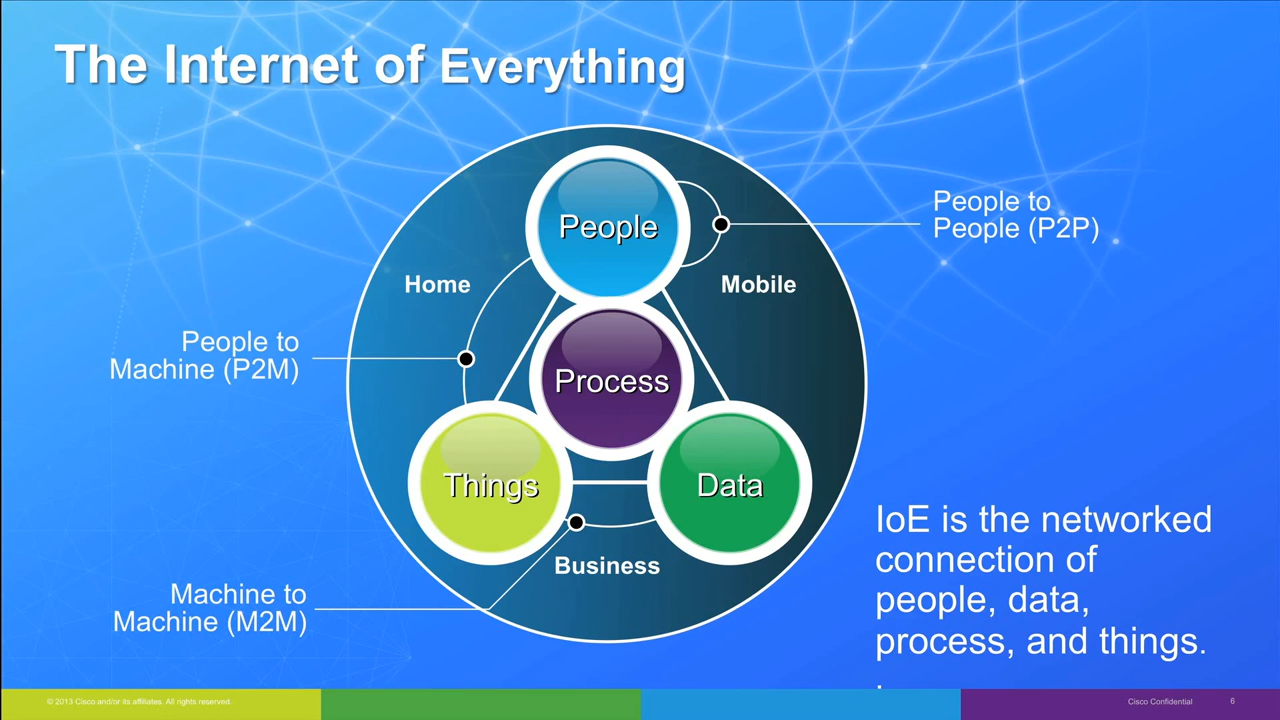 The Internet of Everything
People
People to
People (P2P)
Home
Mobile
People to
Machine (P2M)
Process
Things
Data
IoE is the networked
connection of
people, data,
process, and things.
Business
Machine to
Machine (M2M)
© 2013 Cisco and/or its affiliates. All rights reserved.
Cisco Confidential
6